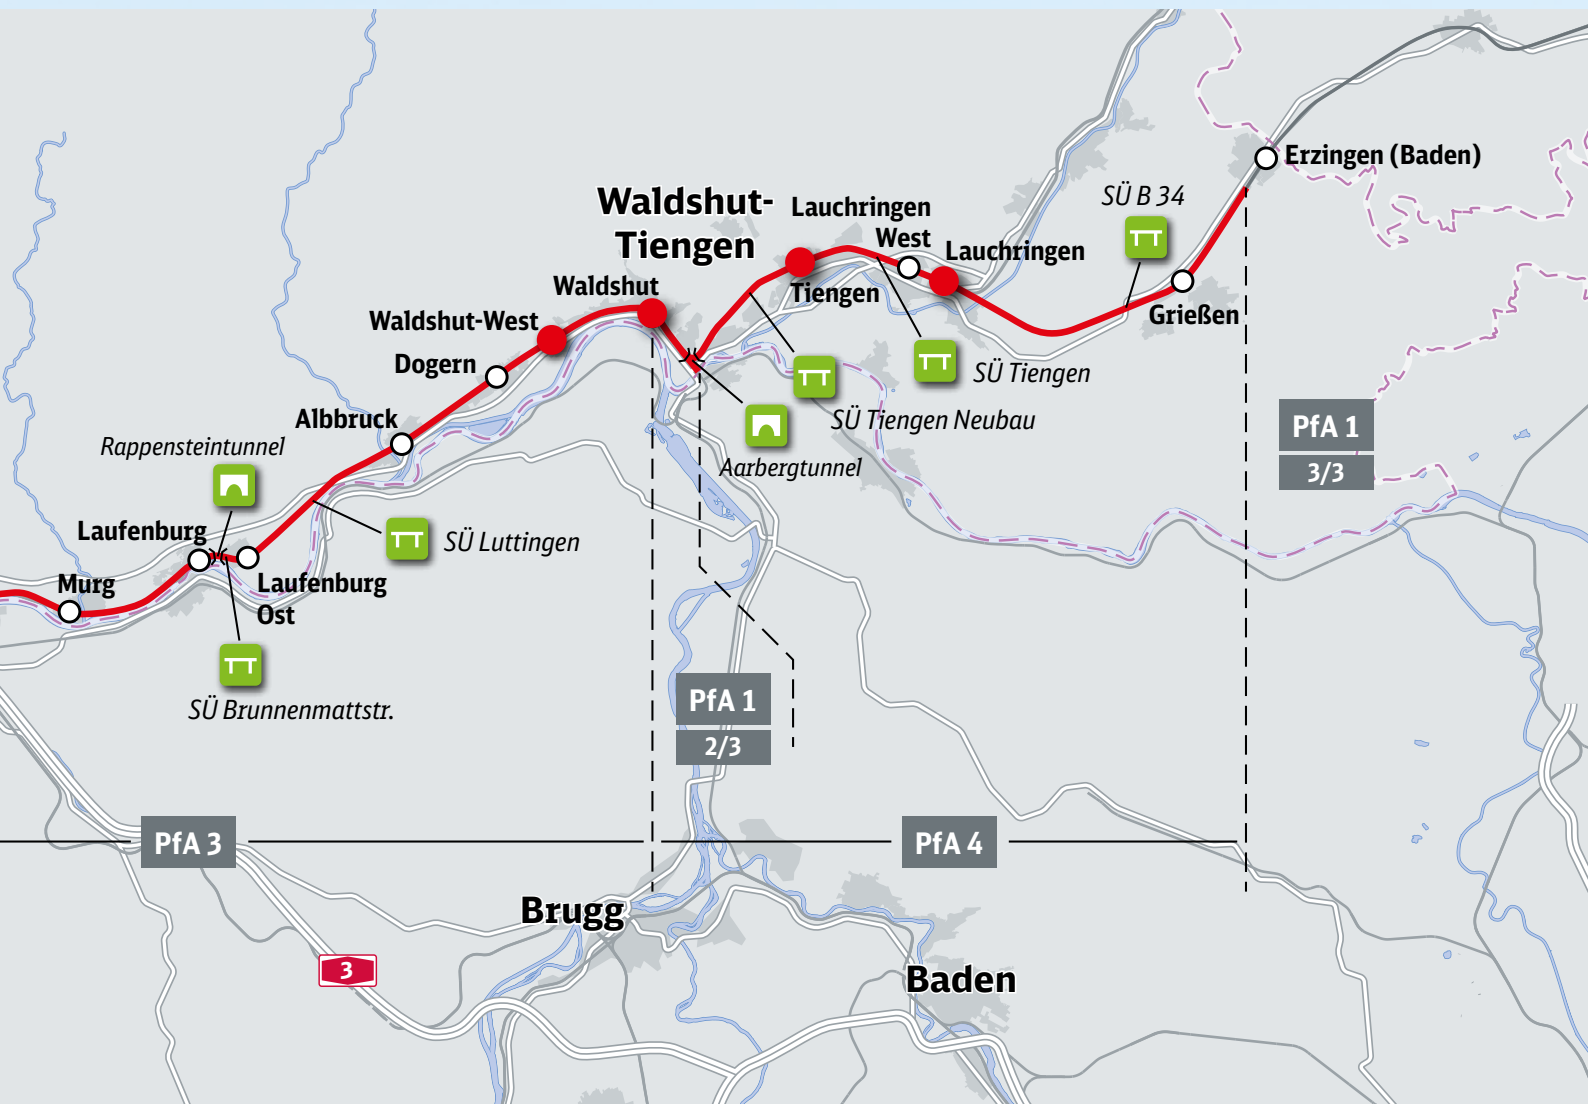 Erzingen (Baden)
SÜ B 34
Waldshut-
Tiengen
Lauchringen
West
Lauchringen
Waldshut
Tiengen
Grießen
Waldshut-West
Dogern
SÜ Tiengen
SÜ Tiengen Neubau
Albbruck
PfA 1
3/3
Rappensteintunnel
Aarbergtunnel
Laufenburg
SÜ Luttingen
Murg
Laufenburg
Ost
SÜ Brunnenmattstr.
PfA 1
2/3
PfA 3
PfA 4
Brugg
3
Baden